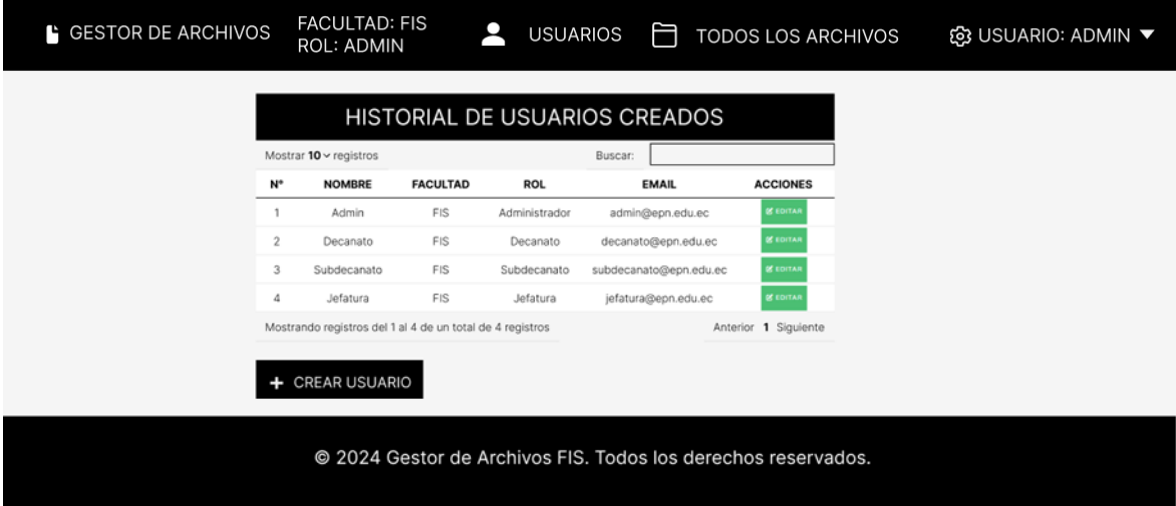 GESTOR DE ARCHIVOS
FACULTAD: FIS
ROL: ADMIN
USUARIOS
TODOS LOS ARCHIVOS
USUARIO: ADMIN
HISTORIAL DE USUARIOS CREADOS
Mostrar 10 registros
Buscar:
N° NOMBRE FACULTAD ROL EMAIL ACCIONES
1 Admin FIS Administrador admin@epn.edu.ec EDITAR
2 Decanato FIS Decanato decanato@epn.edu.ec EDITAR
3 Subdecanato FIS Subdecanato subdecanato@epn.edu.ec EDITAR
4 Jefatura FIS Jefatura jefatura@epn.edu.ec EDITAR
Mostrando registros del 1 al 4 de un total de 4 registros
Anterior 1 Siguiente
+ CREAR USUARIO
© 2024 Gestor de Archivos FIS. Todos los derechos reservados.